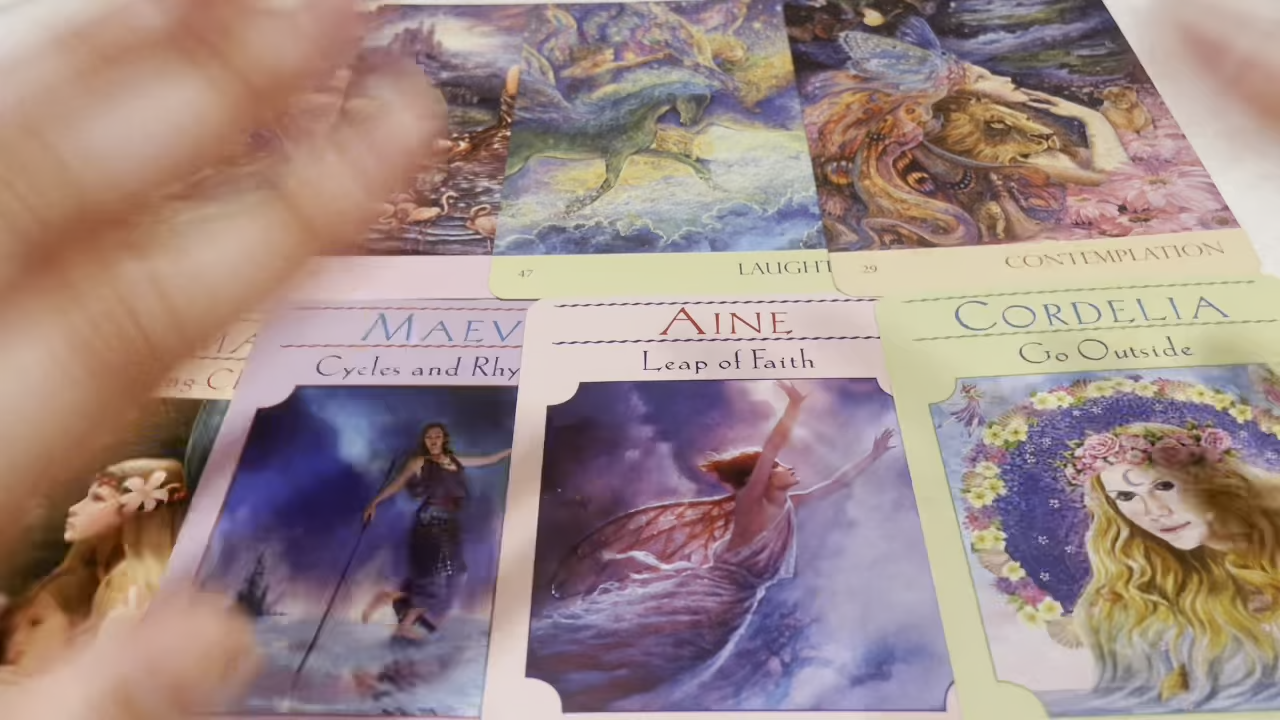 47
LAUGHT
29
CONTEMPLATION
MAEV
Cycles and Rhy
AINE
Leap of Faith
CORDELIA
Go Outside